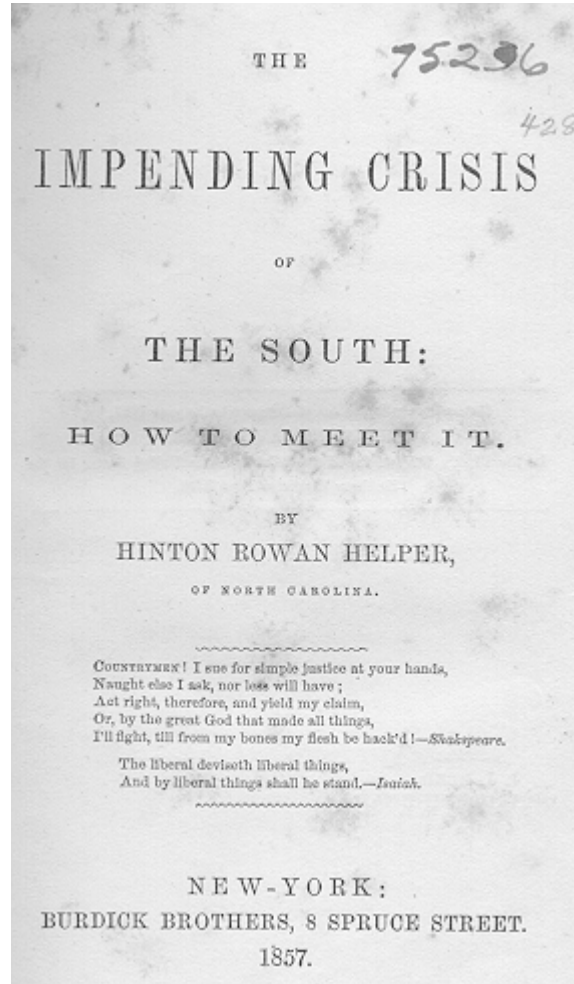 THE
75236
428
IMPENDING CRISIS
OF
THE SOUTH:
HOW TO MEET IT.
BY
HINTON ROWAN HELPER,
OF NORTH CAROLINA.
COUNTRYMEN! I sue for simple justice at your hands,
Naught else I ask, nor less will have;
Act right, therefore, and yield my claim,
Or, by the great God that made all things,
I'll fight, till from my bones my flesh be hack'd!—Shakspeare.
The liberal deviseth liberal things,
And by liberal things shall he stand.—Isaiah.
NEW-YORK:
BURDICK BROTHERS, 8 SPRUCE STREET.
1857.